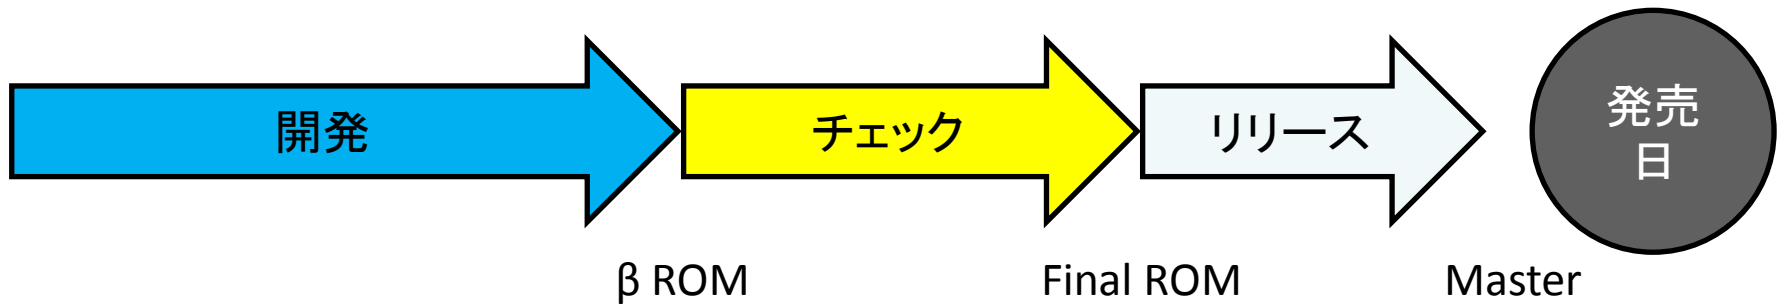 開発
チェック
リリース
発売
日
β ROM
Final ROM
Master